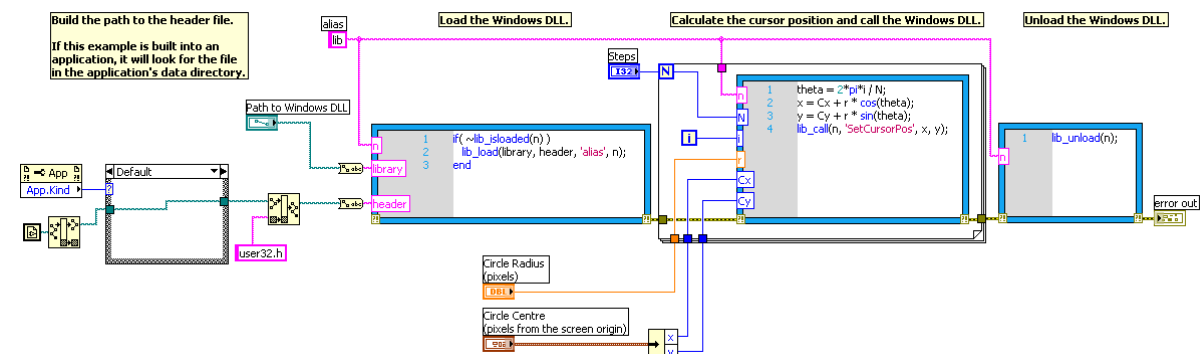 Build the path to the header file.
If this example is built into an
application, it will look for the file
in the application's data directory.
alias
lib
Load the Windows DLL.
Calculate the cursor position and call the Windows DLL.
Unload the Windows DLL.
Steps
I32
N
Path to Windows DLL
n
library
header
1 if( ~lib_isloaded(n) )
2 lib_load(library, header, 'alias', n);
3 end
i
n
N
i
r
Cx
Cy
1 theta = 2*pi*i / N;
2 x = Cx + r * cos(theta);
3 y = Cy + r * sin(theta);
4 lib_call(n, 'SetCursorPos', x, y);
n
1 lib_unload(n);
App
App.Kind
?
Default
abc
abc
user32.h
error out
Circle Radius
(pixels)
DBL
Circle Centre
(pixels from the screen origin)
x
y